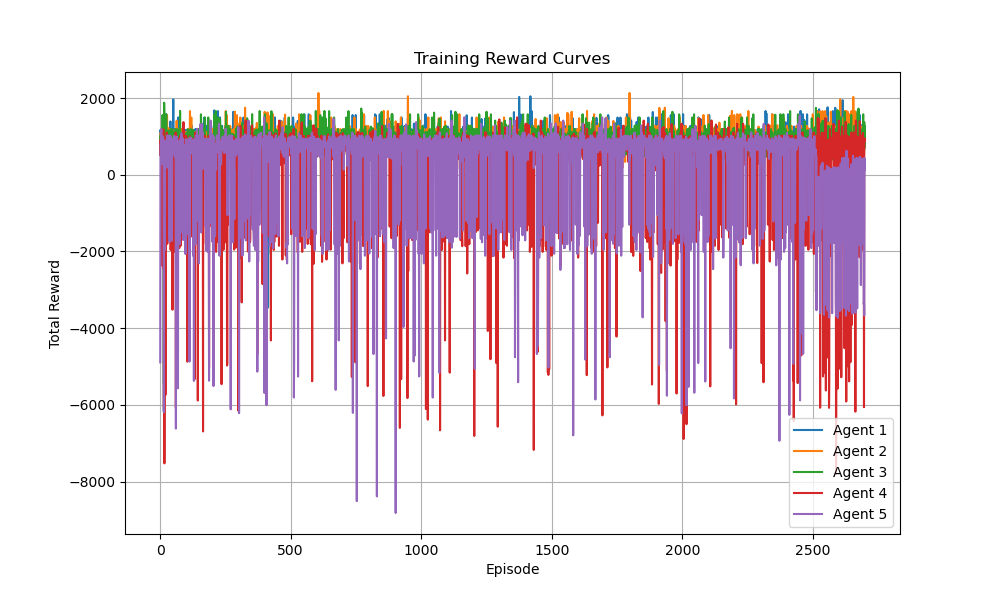 Training Reward Curves
2000
0
−2000
−4000
−6000
−8000
Total Reward
0
500
1000
1500
2000
2500
Episode
Agent 1
Agent 2
Agent 3
Agent 4
Agent 5